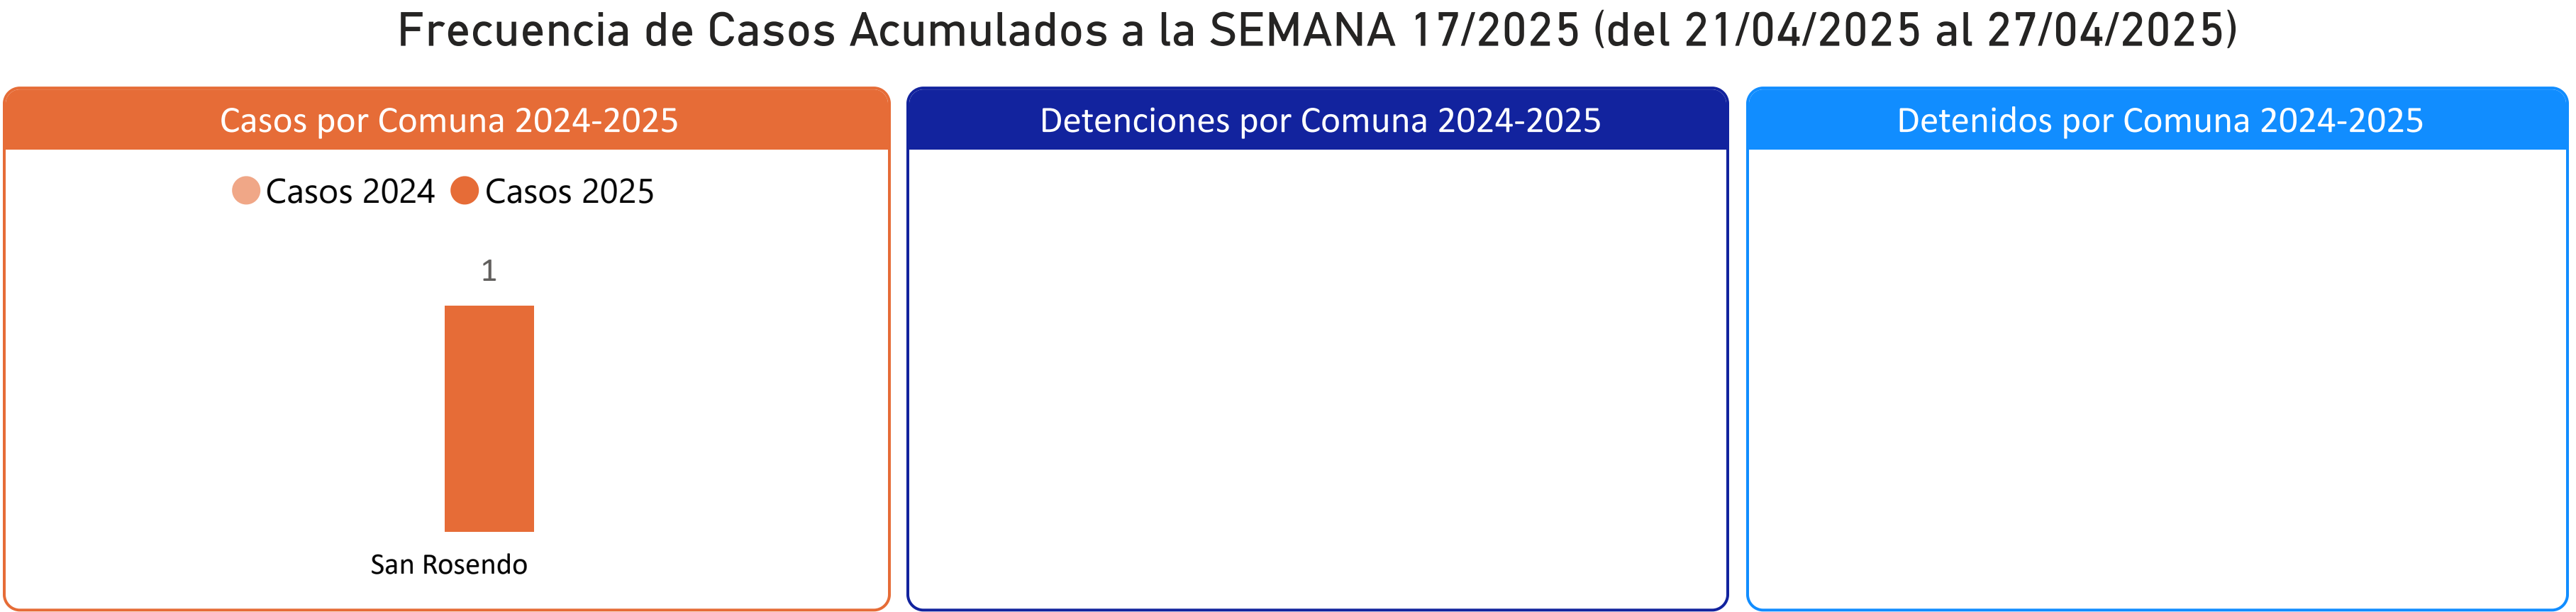 Frecuencia de Casos Acumulados a la SEMANA 17/2025 (del 21/04/2025 al 27/04/2025)
Casos por Comuna 2024-2025
Casos 2024 Casos 2025
1
San Rosendo
Detenciones por Comuna 2024-2025
Detenidos por Comuna 2024-2025